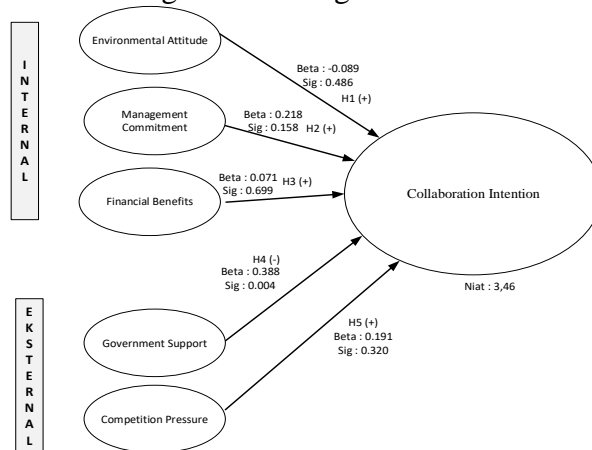 INTERNAL
Environmental Attitude
Beta : -0.089
Sig : 0.486
H1 (+)
Management
Commitment
Beta : 0.218
Sig : 0.158 H2 (+)
Financial Benefits
Beta : 0.071
Sig : 0.699
H3 (+)
Collaboration Intention
Niat : 3,46
EKSTERNAL
H4 (-)
Beta : 0.388
Sig : 0.004
Government Support
H5 (+)
Beta : 0.191
Sig : 0.320
Competition Pressure